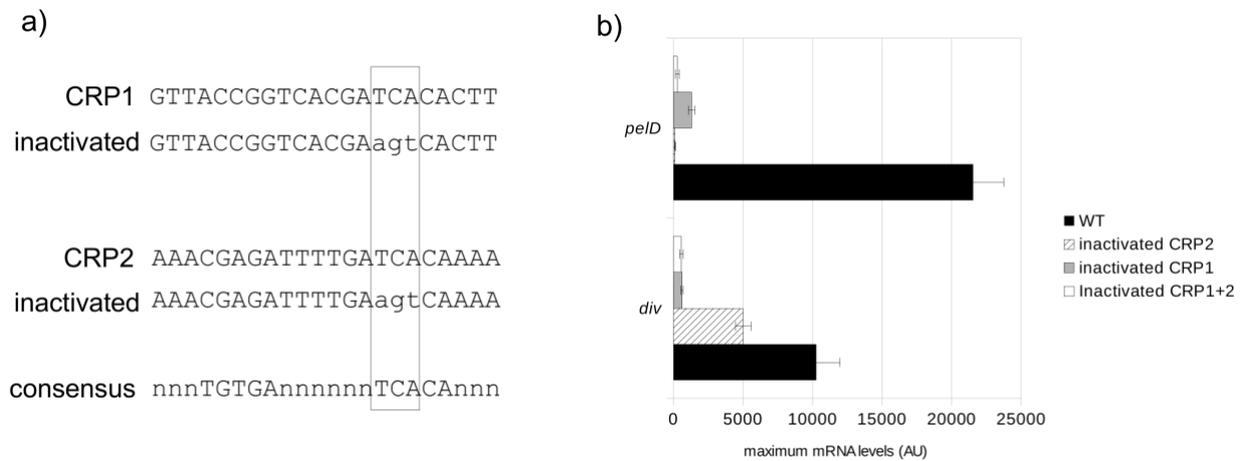 a)
CRP1 GTTACCGGTCACGATCACACTT
inactivated GTTACCGGTCACGAagtCACTT
CRP2 AAACGAGATTTTGATCACAAAA
inactivated AAACGAGATTTTGAagtCAAAA
consensus nnnTGTGAnnnnnnTCACAnnn
b)
pelD
div
0 5000 10000 15000 20000 25000
maximum mRNA levels (AU)
WT
inactivated CRP2
inactivated CRP1
Inactivated CRP1+2